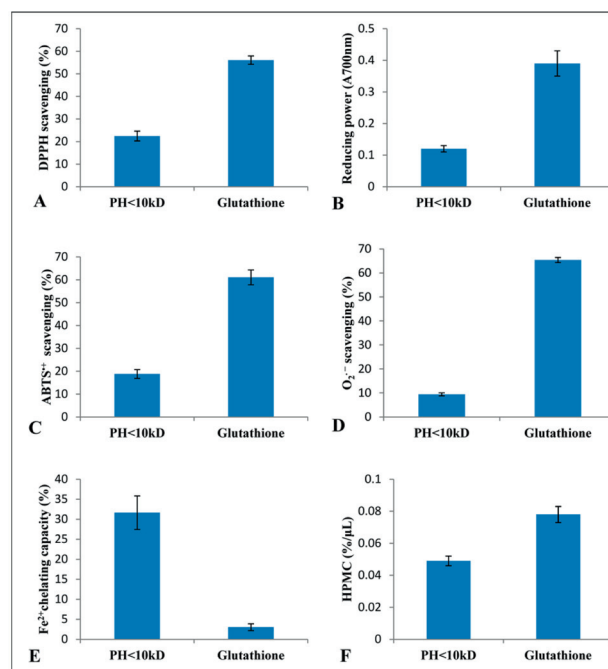 70
60
50
40
30
20
10
0
DPPH scavenging (%)
PH<10kD Glutathione
A
0.5
0.4
0.3
0.2
0.1
0
Reducing power (A700nm)
PH<10kD Glutathione
B
70
60
50
40
30
20
10
0
ABTS•+ scavenging (%)
PH<10kD Glutathione
C
70
60
50
40
30
20
10
0
O2·− scavenging (%)
PH<10kD Glutathione
D
40
35
30
25
20
15
10
5
0
Fe2+chelating capacity (%)
PH<10kD Glutathione
E
0.1
0.08
0.06
0.04
0.02
0
HPMC (%/µL)
PH<10kD Glutathione
F